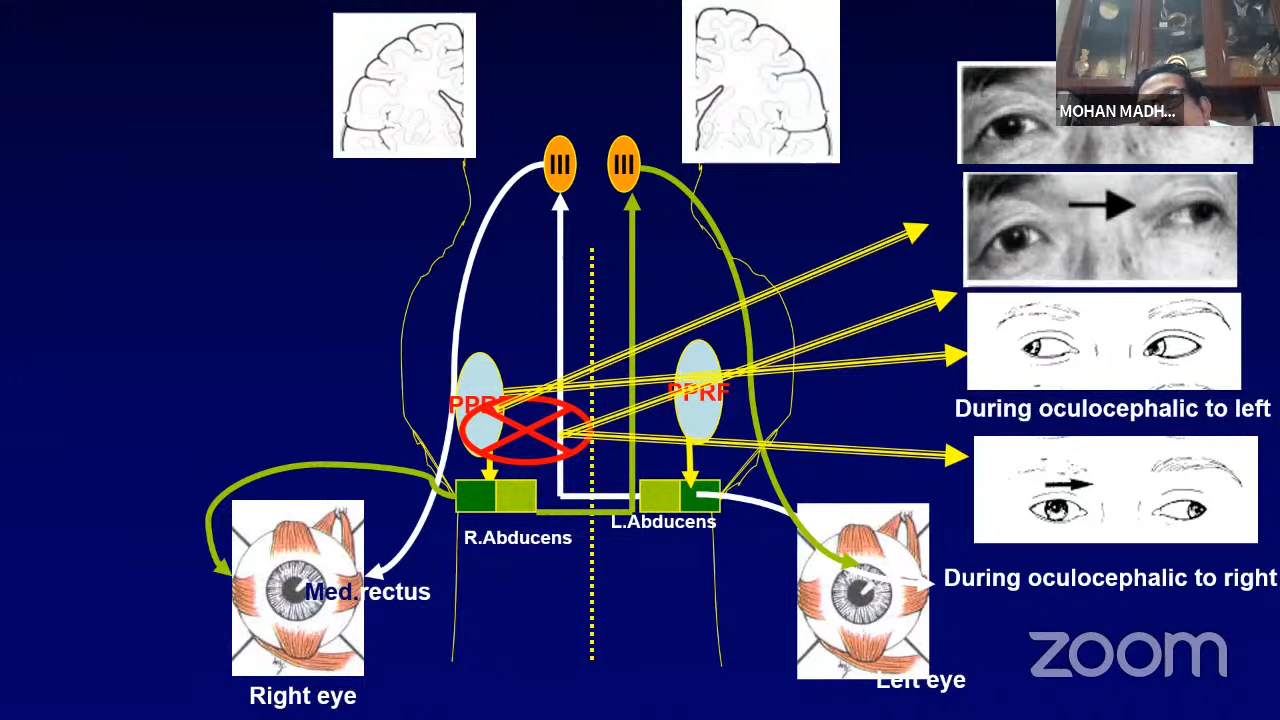 MOHAN MADH...
III
III
PPRF
PPRF
During oculocephalic to left
R.Abducens
L.Abducens
During oculocephalic to right
Med.rectus
Right eye
Left eye
zoom